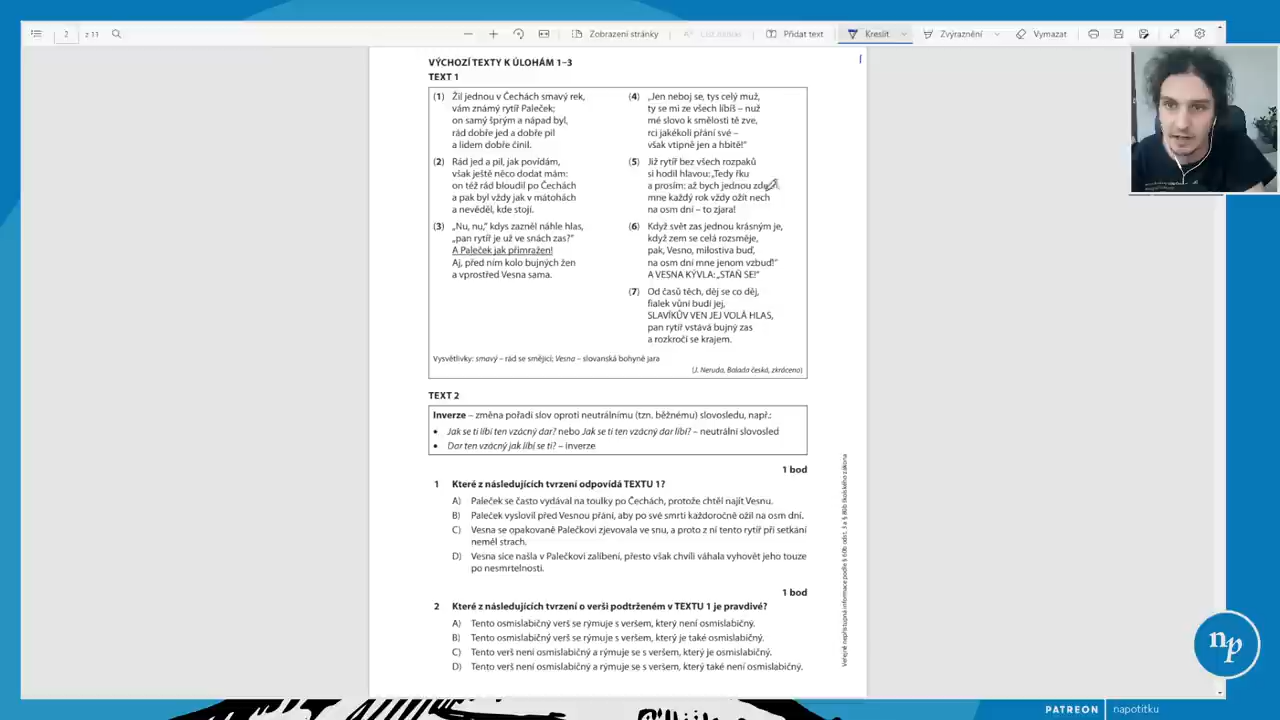 2 z 11
Zobrazení stránky
Přidat text
Kreslit
Zvýraznění
Vymazat
VÝCHOZÍ TEXTY K ÚLOHÁM 1–3
TEXT 1
(1) Žil jednou v Čechách smavý rek,
vám známý rytíř Paleček;
on samý šprým a nápad byl,
rád dobře jed a dobře pil
a lidem dobře činil.
(2) Rád jed a pil, jak povídám,
však ještě něco dodat mám:
on též rád bloudil po Čechách
a pak byl vždy jak v mátohách
a nevěděl, kde stojí.
(3) „Nu, nu,“ kdys zazněl náhle hlas,
„pan rytíř je už ve snách zas?“
A Paleček jak přimražen!
Aj, před ním kolo bujných žen
a vprostřed Vesna sama.
(4) „Jen neboj se, tys celý muž,
ty se mi ze všech líbíš – nuž
mé slovo k smělosti tě zve,
rci jakékoli přání své –
však vtipně jen a hbitě!“
(5) Již rytíř bez všech rozpaků
si hodil hlavou: „Tedy řku
a prosím: až bych jednou zde
mne každý rok vždy ožít nech
na osm dní – to zjara!
(6) Když svět zas jednou krásným je,
když zem se celá rozsměje,
pak, Vesno, milostiva buď,
na osm dní mne jenom vzbuď!“
A VESNA KÝVLA: „STAŇ SE!“
(7) Od časů těch, děj se co děj,
fialek vůní budí jej,
SLAVÍKŮV VEN JEJ VOLÁ HLAS,
pan rytíř vstává bujný zas
a rozkročí se krajem.
Vysvětlivky: smavý – rád se smějící; Vesna – slovanská bohyně jara
(J. Neruda, Balada česká, zkráceno)
TEXT 2
Inverze – změna pořadí slov oproti neutrálnímu (tzn. běžnému) slovosledu, např.:
• Jak se ti líbí ten vzácný dar? nebo Jak se ti ten vzácný dar líbí? – neutrální slovosled
• Dar ten vzácný jak líbí se ti? – inverze
1 bod
1 Které z následujících tvrzení odpovídá TEXTU 1?
A) Paleček se často vydával na toulky po Čechách, protože chtěl najít Vesnu.
B) Paleček vyslovil před Vesnou přání, aby po své smrti každoročně ožil na osm dní.
C) Vesna se opakovaně Palečkovi zjevovala ve snu, a proto z ní tento rytíř při setkání
neměl strach.
D) Vesna sice našla v Palečkovi zalíbení, přesto však chvíli váhala vyhovět jeho touze
po nesmrtelnosti.
1 bod
2 Které z následujících tvrzení o verši podtrženém v TEXTU 1 je pravdivé?
A) Tento osmislabičný verš se rýmuje s veršem, který není osmislabičný.
B) Tento osmislabičný verš se rýmuje s veršem, který je také osmislabičný.
C) Tento verš není osmislabičný a rýmuje se s veršem, který je osmislabičný.
D) Tento verš není osmislabičný a rýmuje se s veršem, který také není osmislabičný.
Veřejně nepřístupná informace podle § 60b odst. 3 a § 80b školského zákona
np
PATREON | napotitku